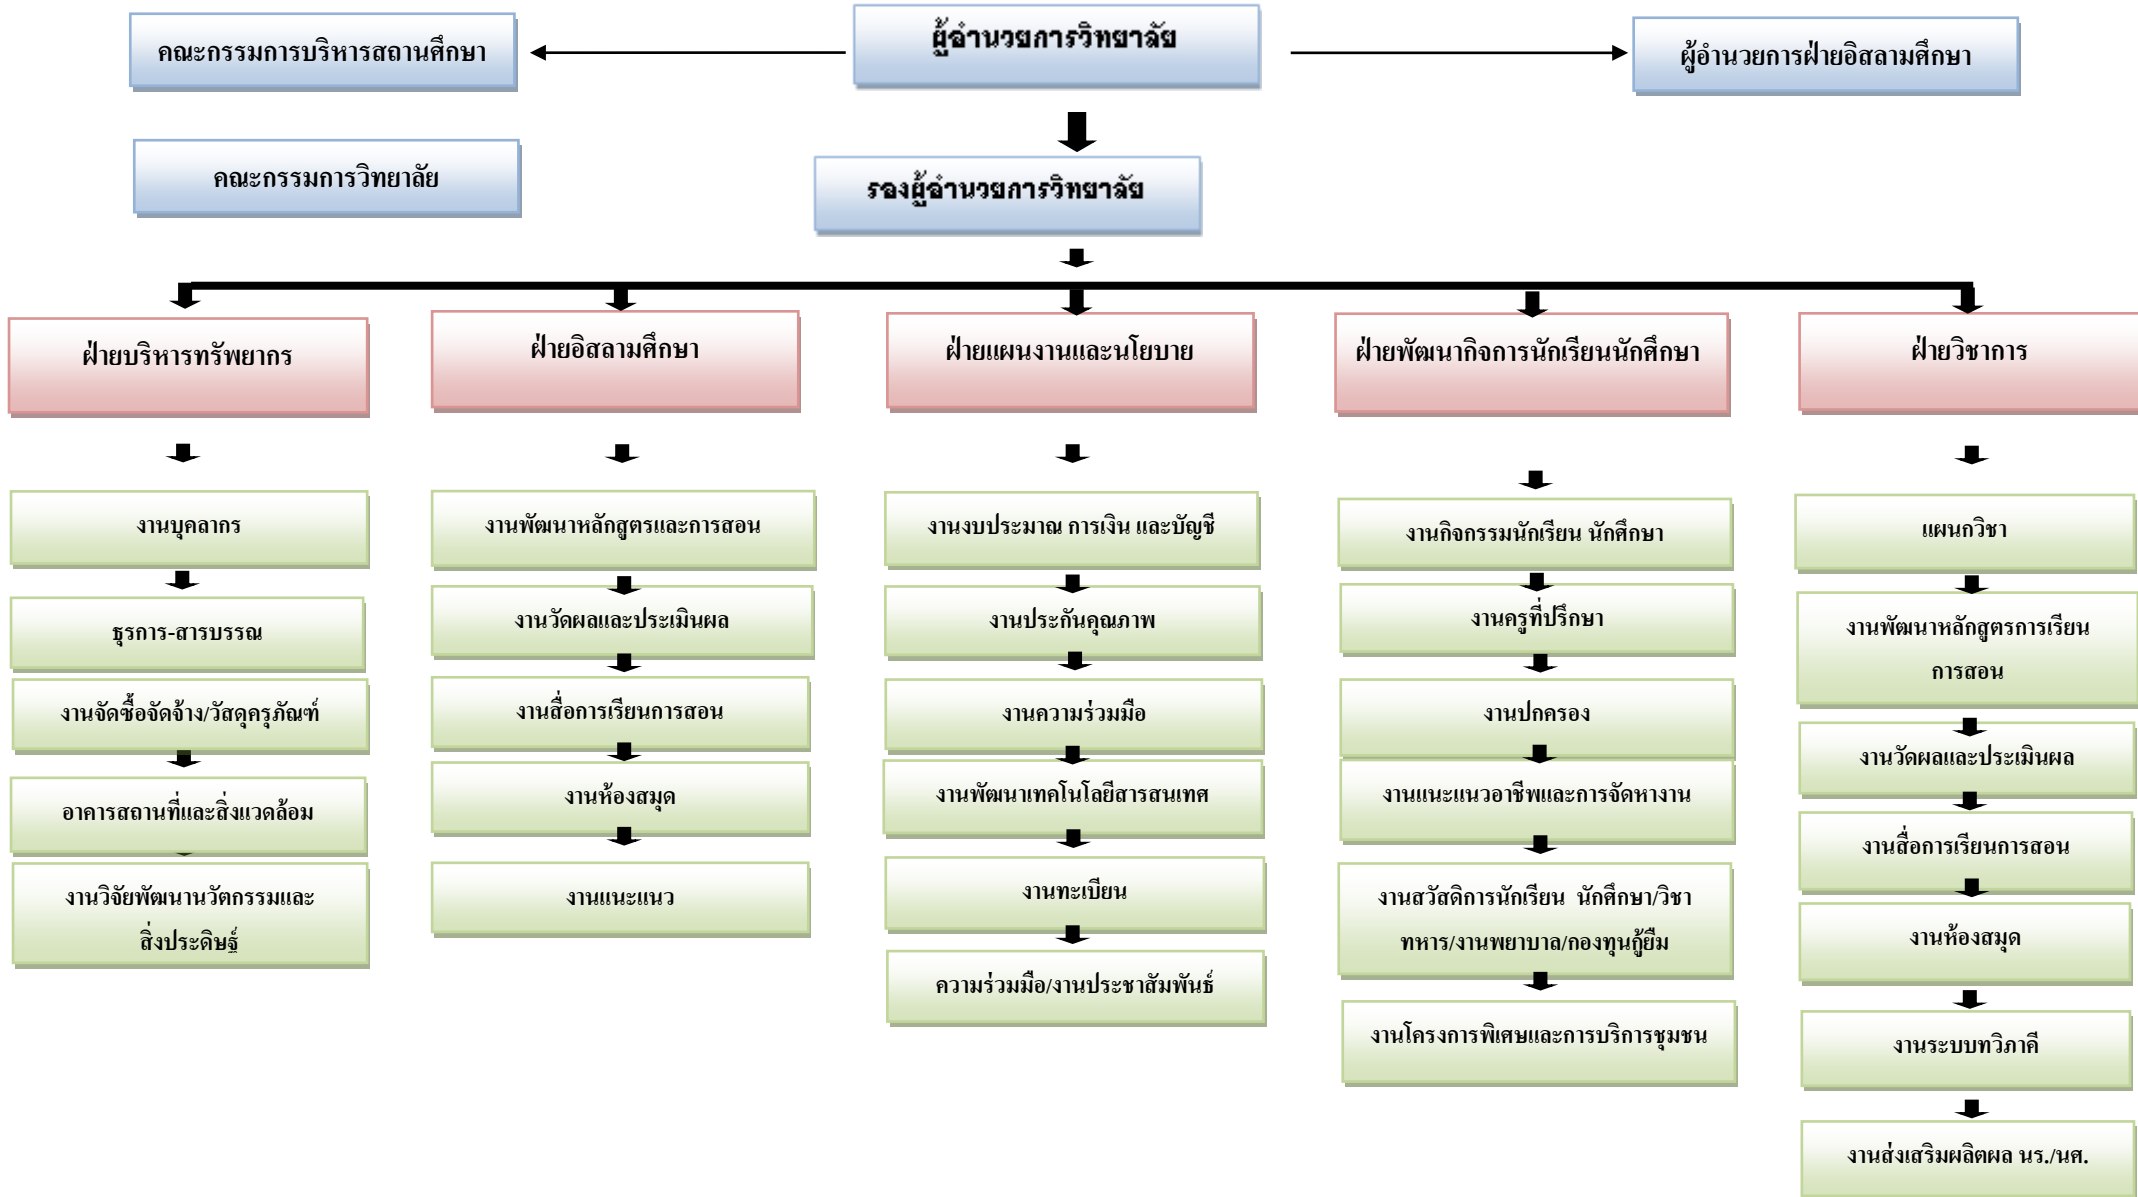 คณะกรรมการบริหารสถานศึกษา
ผู้อำนวยการวิทยาลัย
ผู้อำนวยการฝ่ายอิสลามศึกษา
คณะกรรมการวิทยาลัย
รองผู้อำนวยการวิทยาลัย
ฝ่ายบริหารทรัพยากร
ฝ่ายอิสลามศึกษา
ฝ่ายแผนงานและนโยบาย
ฝ่ายพัฒนากิจการนักเรียนนักศึกษา
ฝ่ายวิชาการ
งานบุคลากร
ธุรการ-สารบรรณ
งานจัดซื้อจัดจ้าง/วัสดุครุภัณฑ์
อาคารสถานที่และสิ่งแวดล้อม
งานวิจัยพัฒนานวัตกรรมและ
สิ่งประดิษฐ์
งานพัฒนาหลักสูตรและการสอน
งานวัดผลและประเมินผล
งานสื่อการเรียนการสอน
งานห้องสมุด
งานแนะแนว
งานงบประมาณ การเงิน และบัญชี
งานประกันคุณภาพ
งานความร่วมมือ
งานพัฒนาเทคโนโลยีสารสนเทศ
งานทะเบียน
ความร่วมมือ/งานประชาสัมพันธ์
งานกิจกรรมนักเรียน นักศึกษา
งานครูที่ปรึกษา
งานปกครอง
งานแนะแนวอาชีพและการจัดหางาน
งานสวัสดิการนักเรียน นักศึกษา/วิชา
ทหาร/งานพยาบาล/กองทุนกู้ยืม
งานโครงการพิเศษและการบริการชุมชน
แผนกวิชา
งานพัฒนาหลักสูตรการเรียน
การสอน
งานวัดผลและประเมินผล
งานสื่อการเรียนการสอน
งานห้องสมุด
งานระบบทวิภาคี
งานส่งเสริมผลิตผล นร./นศ.